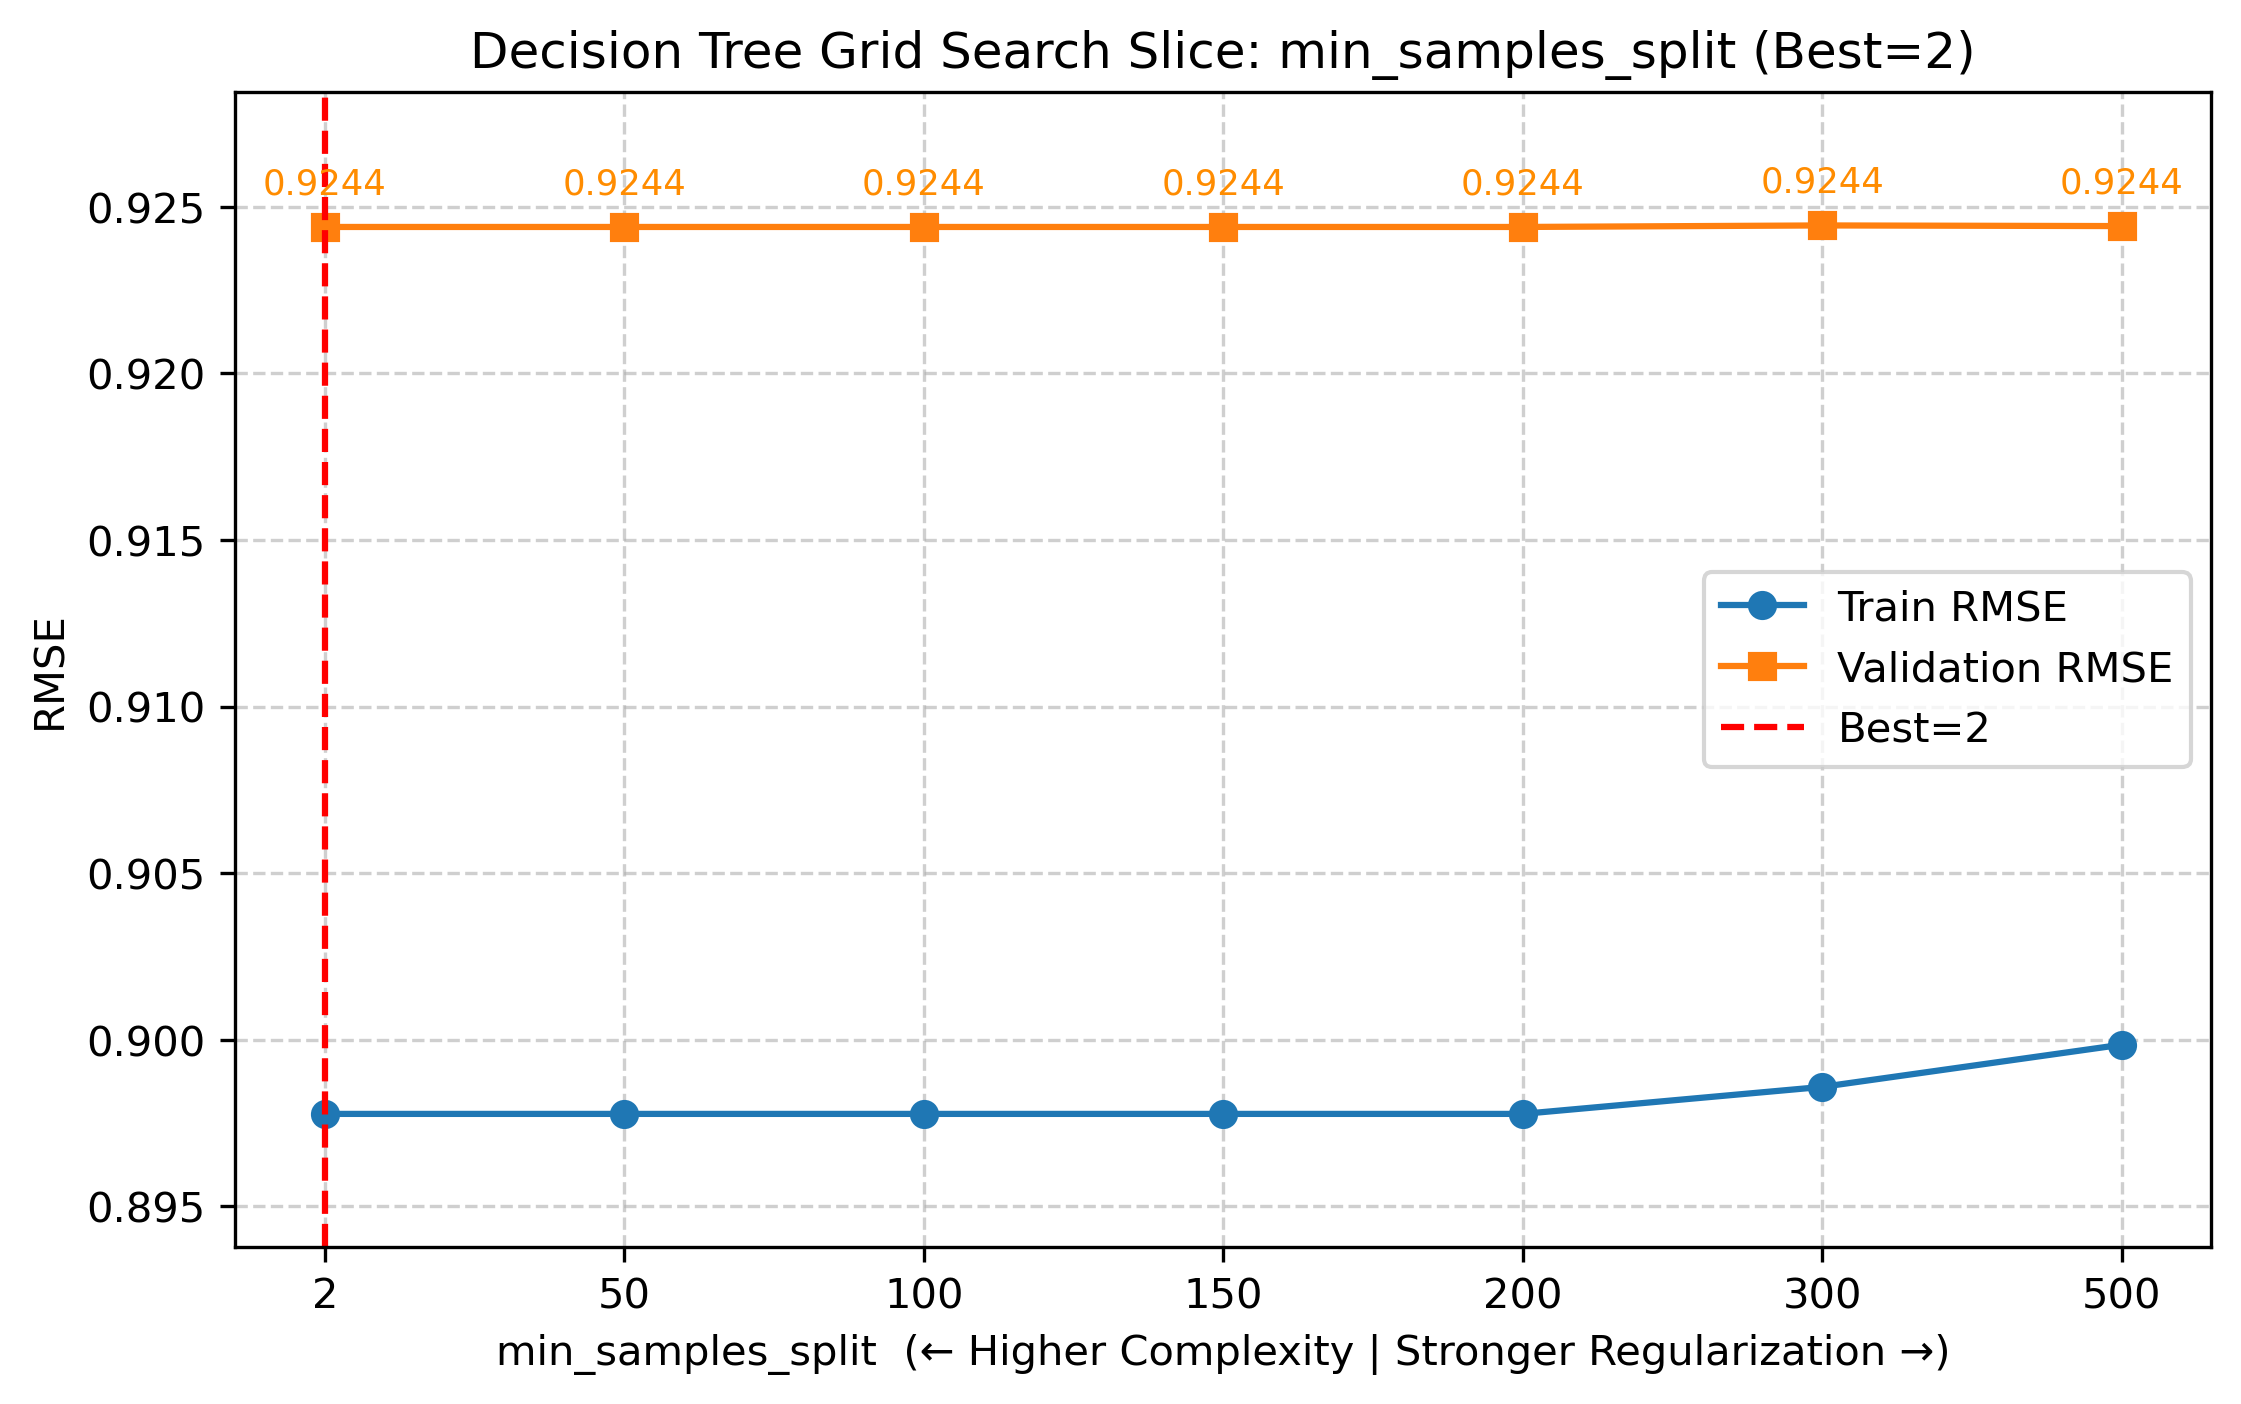 Decision Tree Grid Search Slice: min_samples_split (Best=2)
0.9244 0.9244 0.9244 0.9244 0.9244 0.9244 0.9244
0.925
0.920
0.915
0.910
0.905
0.900
0.895
RMSE
Train RMSE
Validation RMSE
Best=2
2 50 100 150 200 300 500
min_samples_split (← Higher Complexity | Stronger Regularization →)